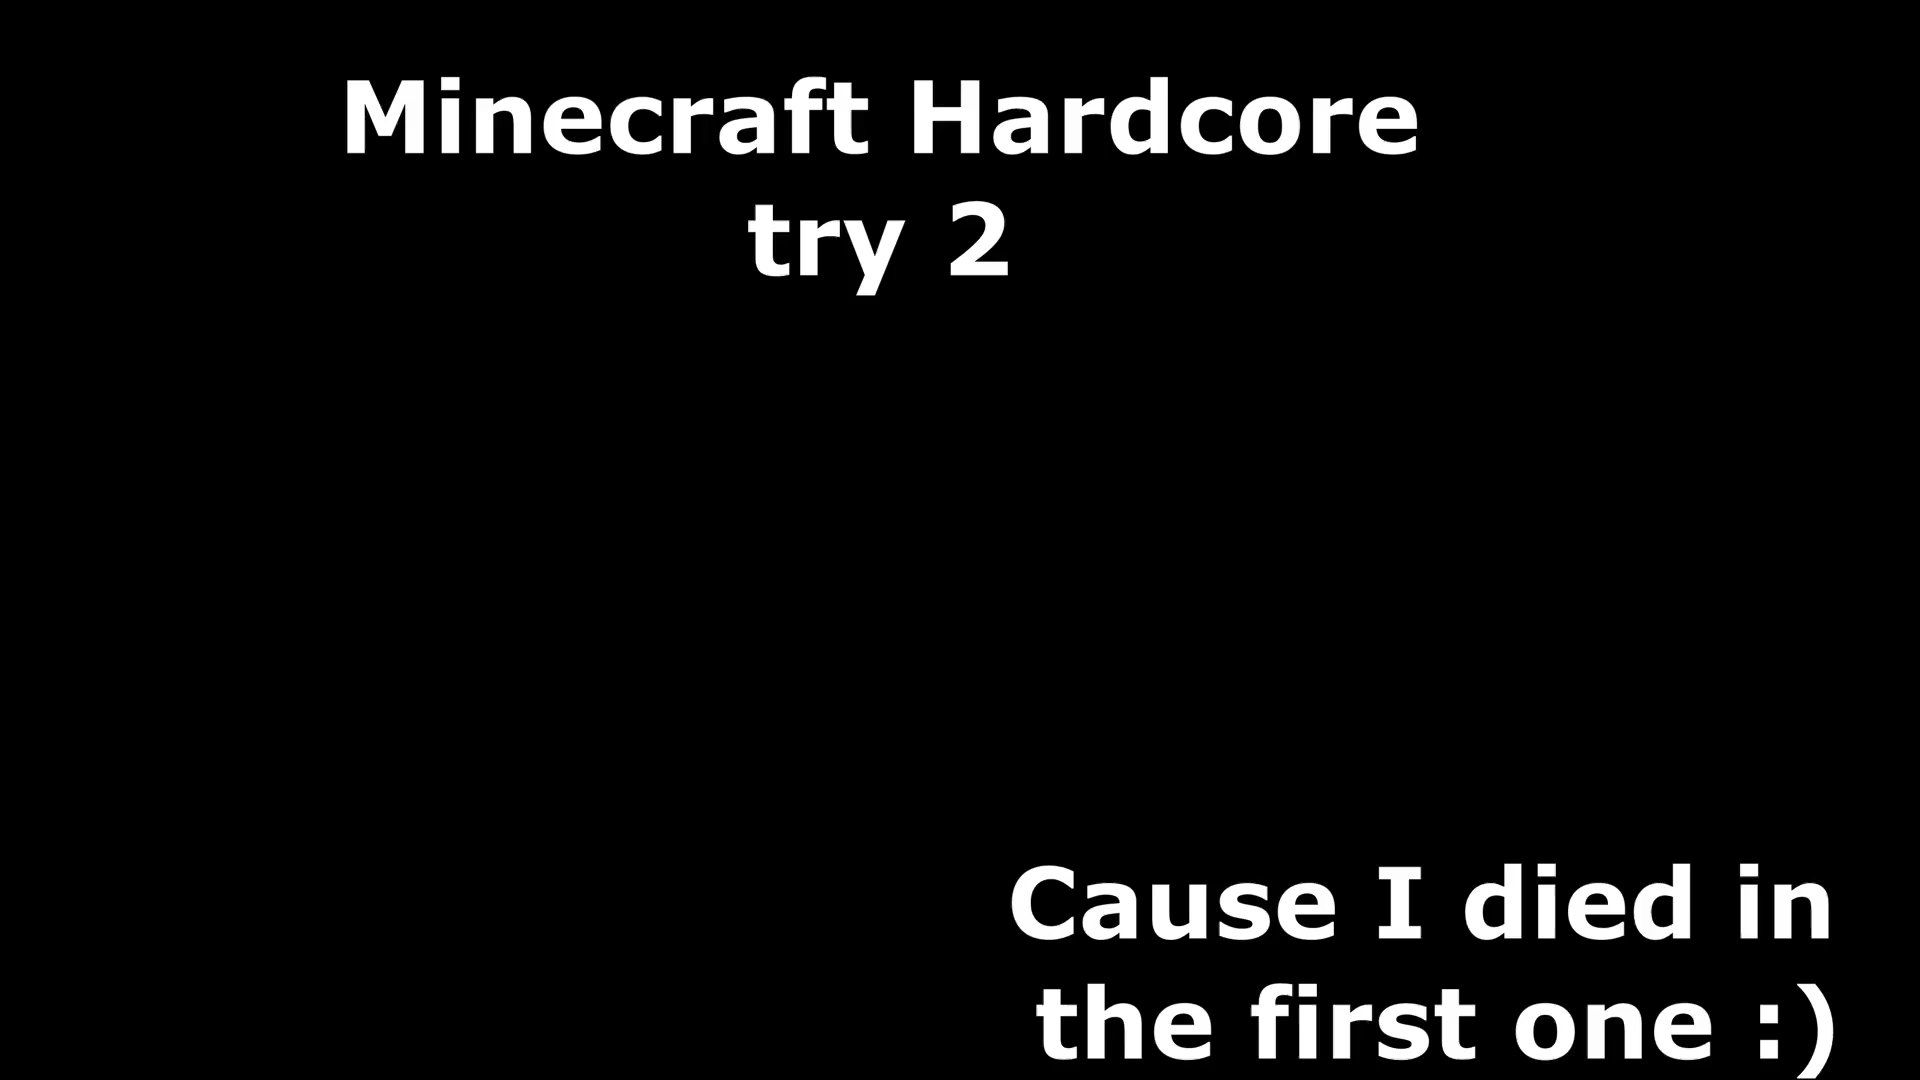 Minecraft Hardcore
try 2
Cause I died in
the first one :)